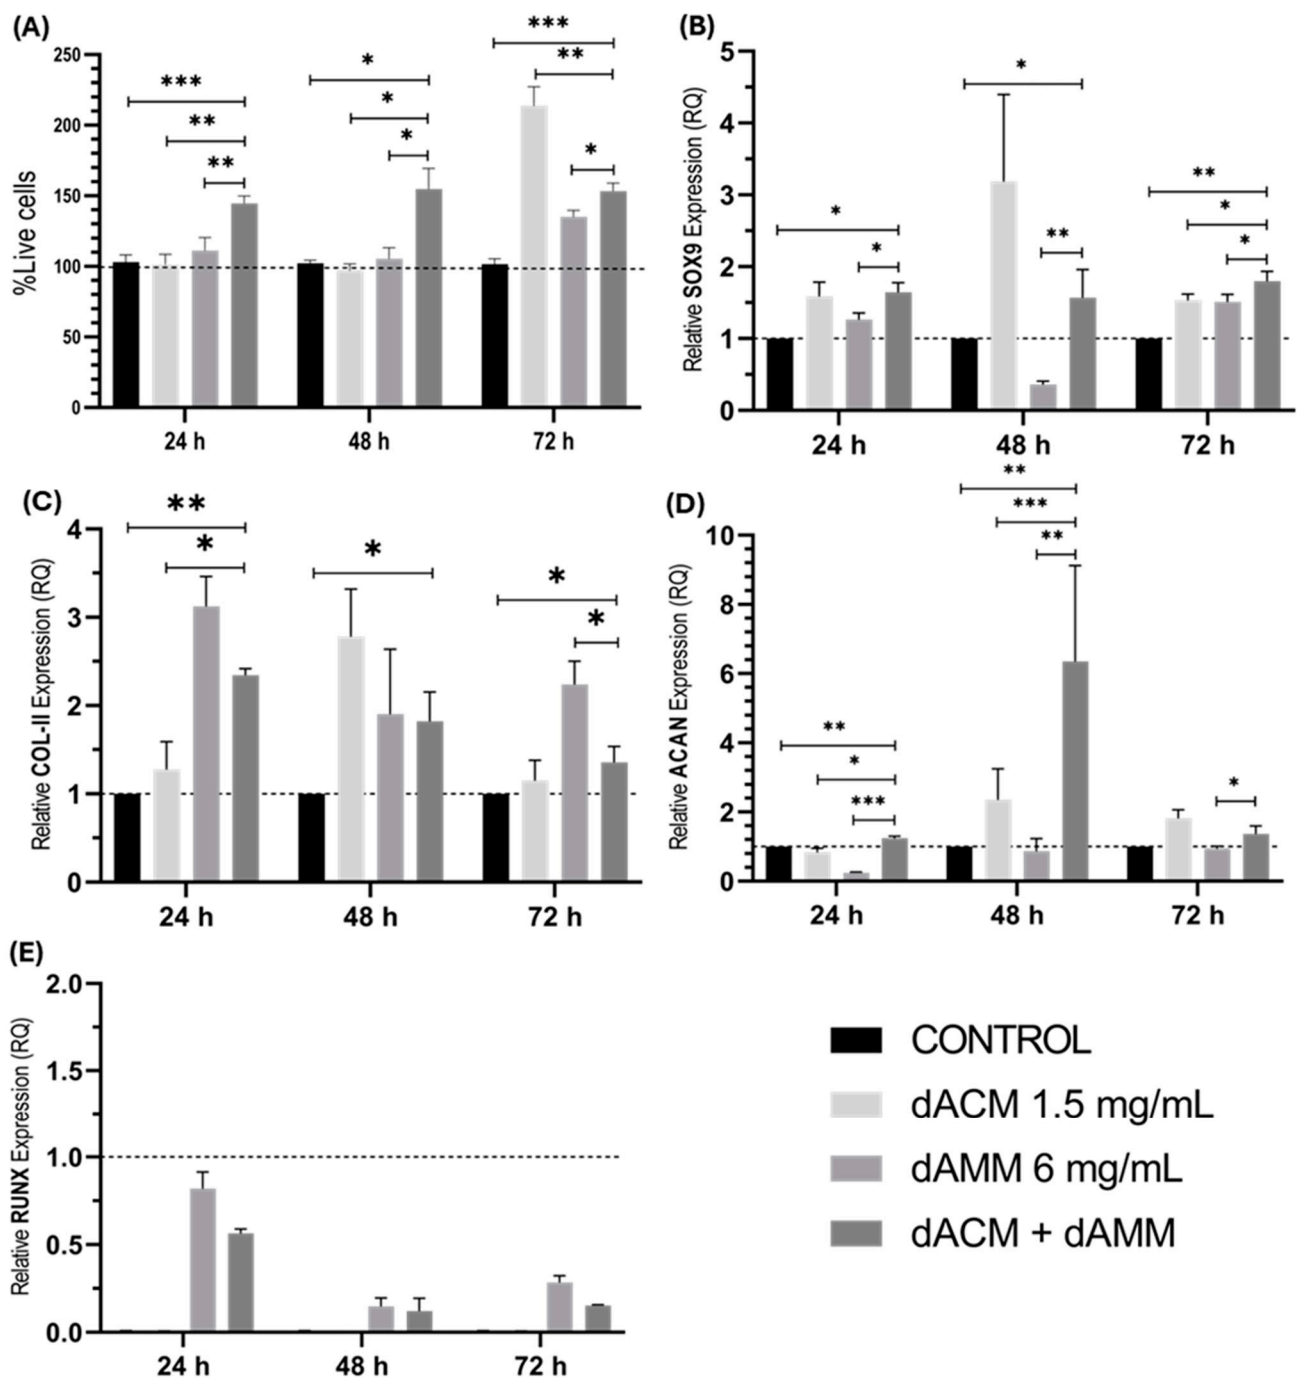 (A)
%Live cells
250
200
150
100
50
0
***
**
**
*
*
*
***
**
*
24 h
48 h
72 h
(B)
Relative SOX9 Expression (RQ)
5
4
3
2
1
0
*
*
*
**
**
*
*
24 h
48 h
72 h
(C)
Relative COL-II Expression (RQ)
4
3
2
1
0
**
*
*
*
*
24 h
48 h
72 h
(D)
Relative ACAN Expression (RQ)
10
8
6
4
2
0
**
*
***
**
***
**
*
24 h
48 h
72 h
(E)
Relative RUNX Expression (RQ)
2.0
1.5
1.0
0.5
0.0
24 h
48 h
72 h
CONTROL
dACM 1.5 mg/mL
dAMM 6 mg/mL
dACM + dAMM